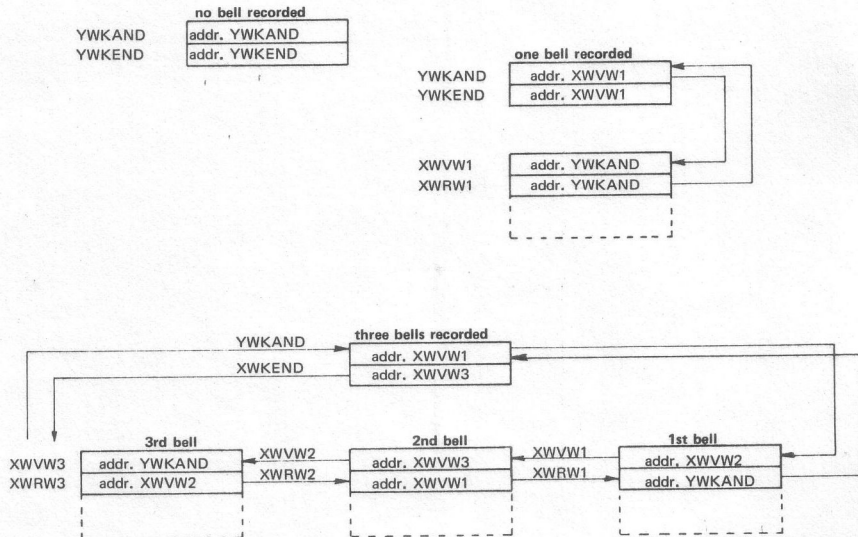 no bell recorded
YWKAND addr. YWKAND
YWKEND addr. YWKEND
one bell recorded
YWKAND addr. XWVW1
YWKEND addr. XWVW1
XWVW1 addr. YWKAND
XWRW1 addr. YWKAND
three bells recorded
YWKAND addr. XWVW1
XWKEND addr. XWVW3
3rd bell XWVW2 2nd bell XWVW1 1st bell
XWVW3 addr. YWKAND addr. XWVW3 addr. XWVW2
XWRW3 addr. XWVW2 XWRW2 addr. XWVW1 XWRW1 addr. YWKAND